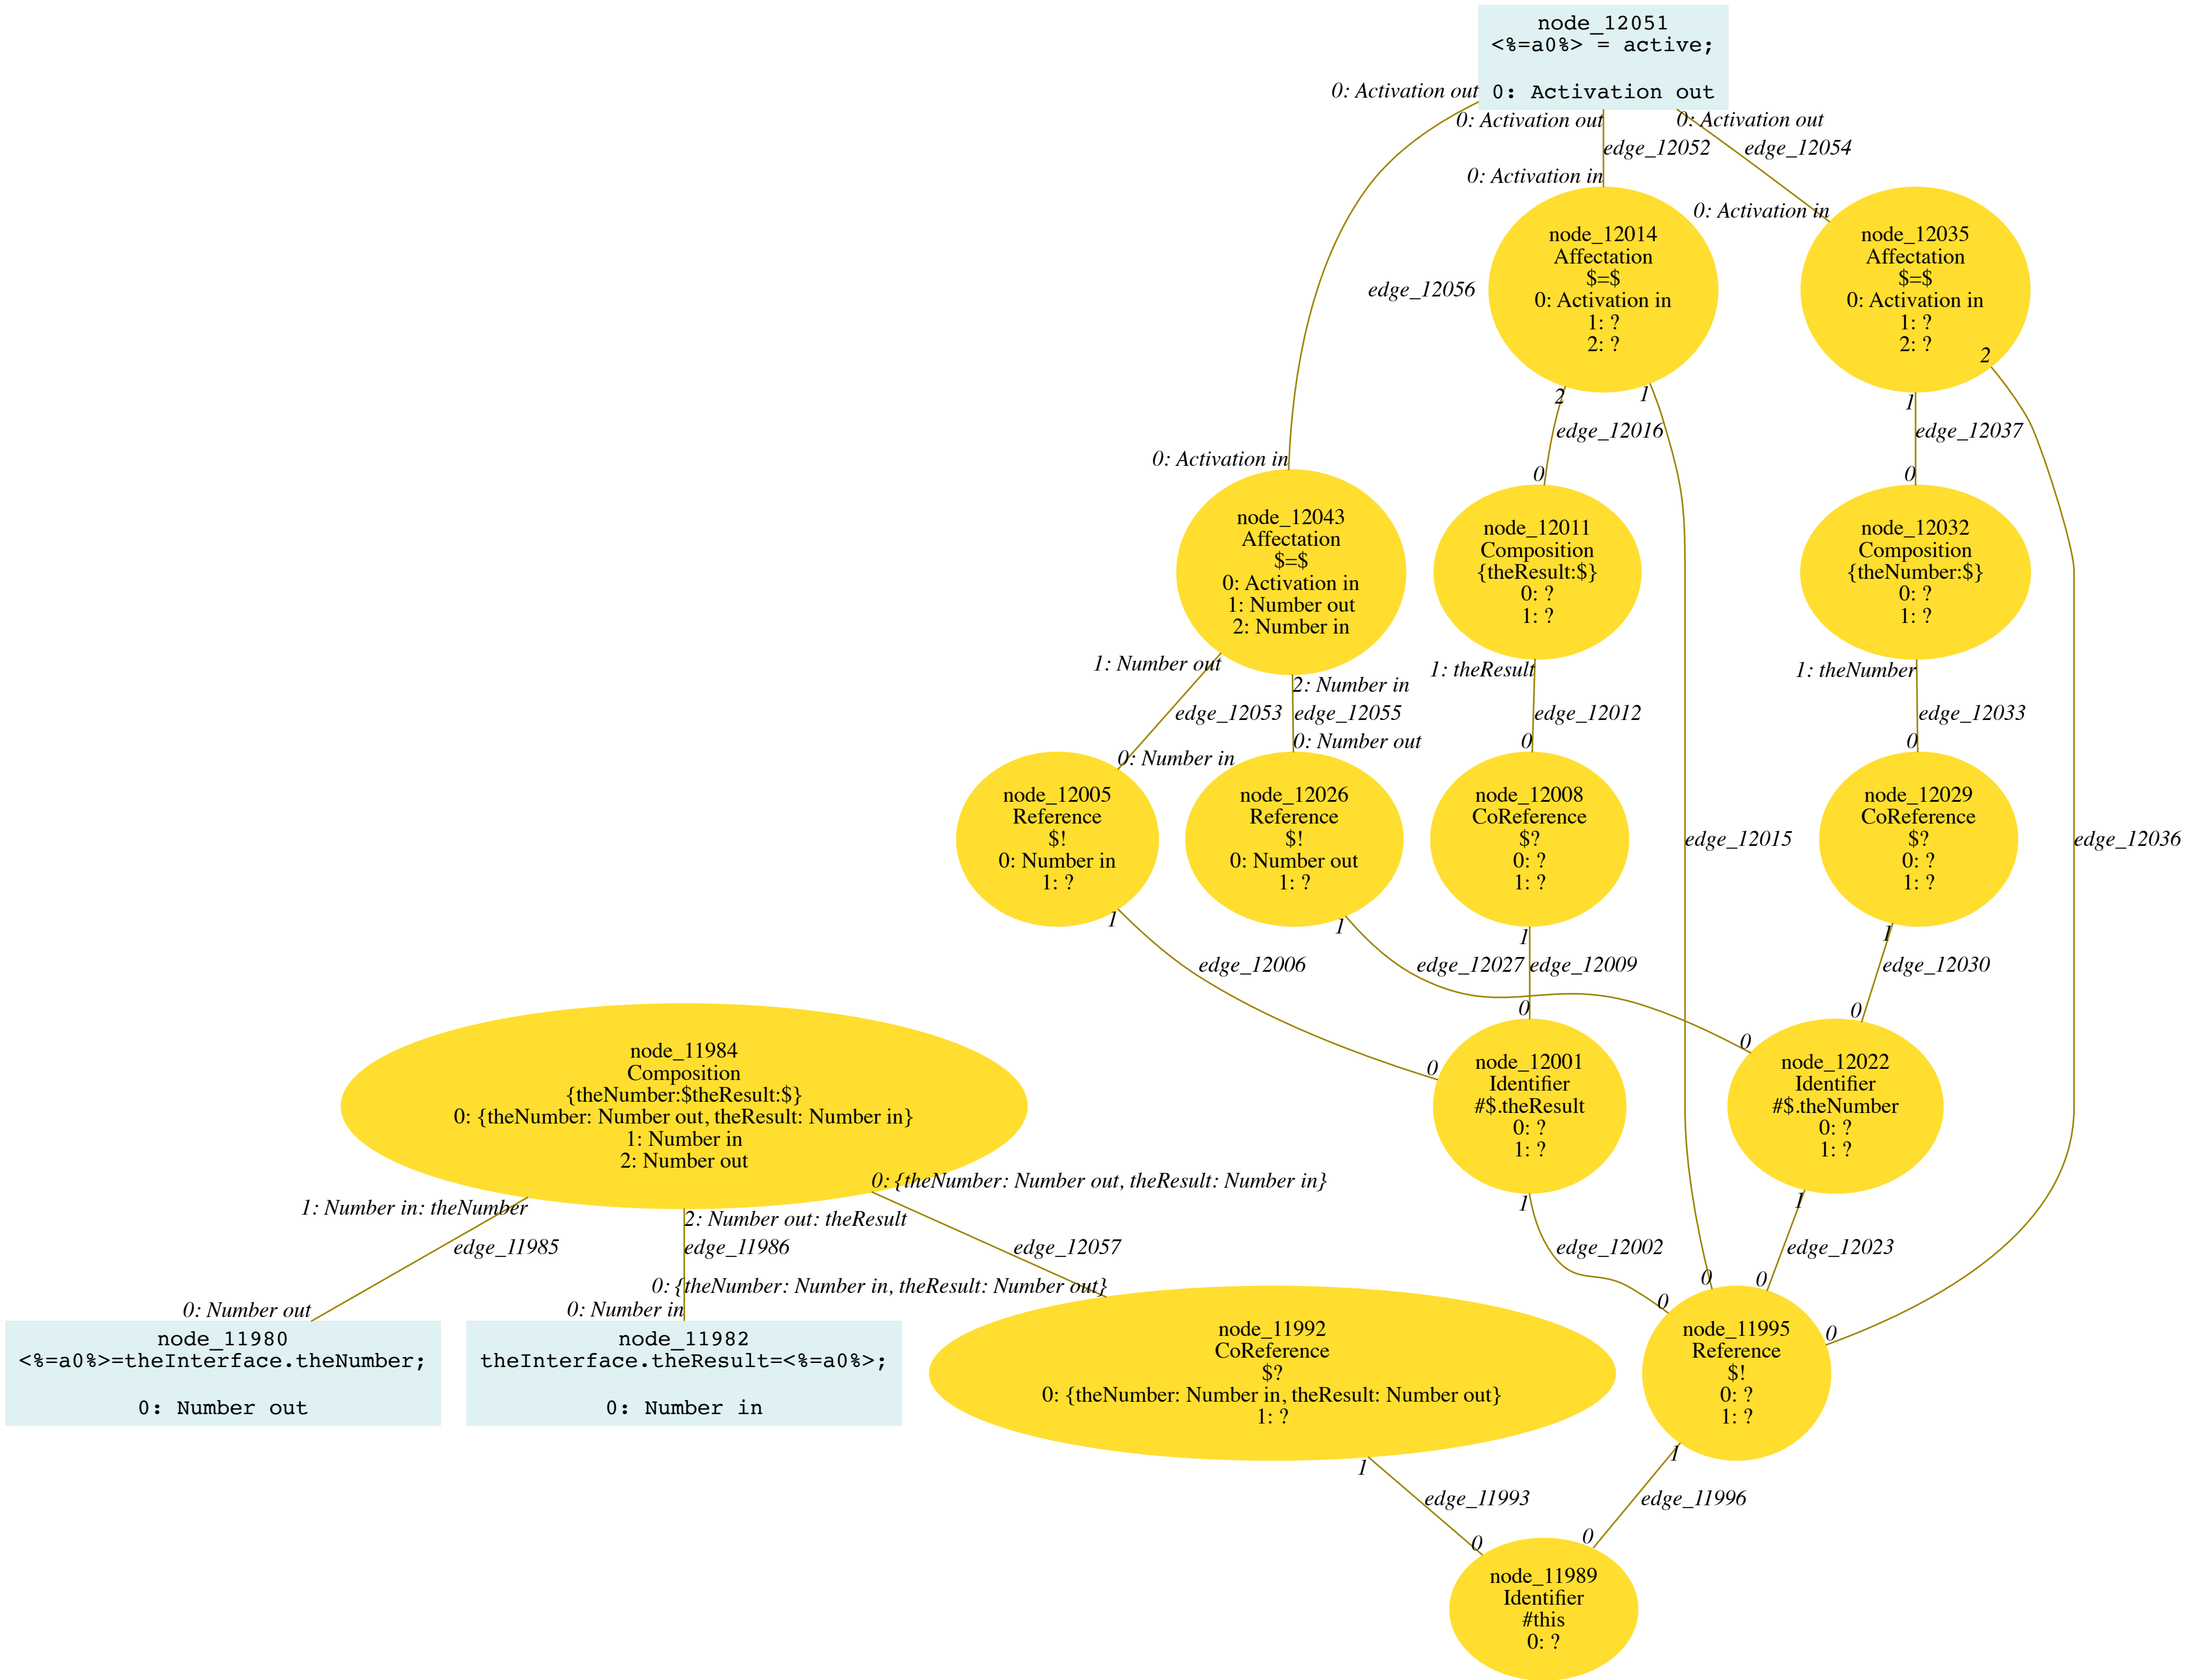 node_12051
<%=a0%> = active;
0: Activation out
0: Activation out
0: Activation out
0: Activation out
edge_12052
edge_12054
0: Activation in
0: Activation in
edge_12056
node_12014
Affectation
$=$
0: Activation in
1: ?
2: ?
node_12035
Affectation
$=$
0: Activation in
1: ?
2: ?
2
2
1
1
edge_12016
edge_12037
0: Activation in
0
0
node_12043
Affectation
$=$
0: Activation in
1: Number out
2: Number in
node_12011
Composition
{theResult:$}
0: ?
1: ?
node_12032
Composition
{theNumber:$}
0: ?
1: ?
1: Number out
2: Number in
1: theResult
1: theNumber
edge_12053
edge_12055
edge_12012
edge_12033
0: Number in
0: Number out
0
0
node_12005
Reference
$!
0: Number in
1: ?
node_12026
Reference
$!
0: Number out
1: ?
node_12008
CoReference
$?
0: ?
1: ?
edge_12015
node_12029
CoReference
$?
0: ?
1: ?
edge_12036
1
1
1
1
edge_12006
edge_12027
edge_12009
edge_12030
0
0
0
0
node_11984
Composition
{theNumber:$theResult:$}
0: {theNumber: Number out, theResult: Number in}
1: Number in
2: Number out
node_12001
Identifier
#$.theResult
0: ?
1: ?
node_12022
Identifier
#$.theNumber
0: ?
1: ?
0: {theNumber: Number out, theResult: Number in}
1: Number in: theNumber
2: Number out: theResult
1
1
edge_11985
edge_11986
edge_12057
edge_12002
edge_12023
0: {theNumber: Number in, theResult: Number out}
0: Number out
0: Number in
0
0
0
0
node_11980
<%=a0%>=theInterface.theNumber;
0: Number out
node_11982
theInterface.theResult=<%=a0%>;
0: Number in
node_11992
CoReference
$?
0: {theNumber: Number in, theResult: Number out}
1: ?
node_11995
Reference
$!
0: ?
1: ?
1
1
edge_11993
edge_11996
0
0
node_11989
Identifier
#this
0: ?